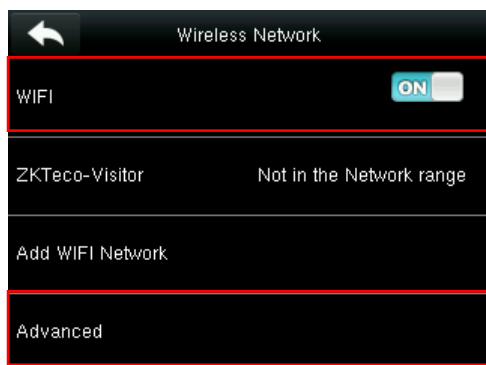 Wireless Network
WIFI ON
ZKTeco-Visitor Not in the Network range
Add WIFI Network
Advanced